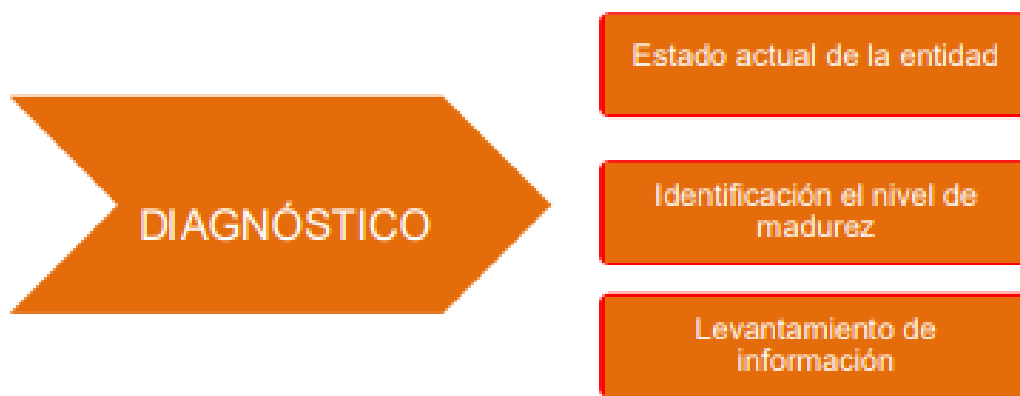 DIAGNÓSTICO
Estado actual de la entidad
Identificación el nivel de
madurez
Levantamiento de
información